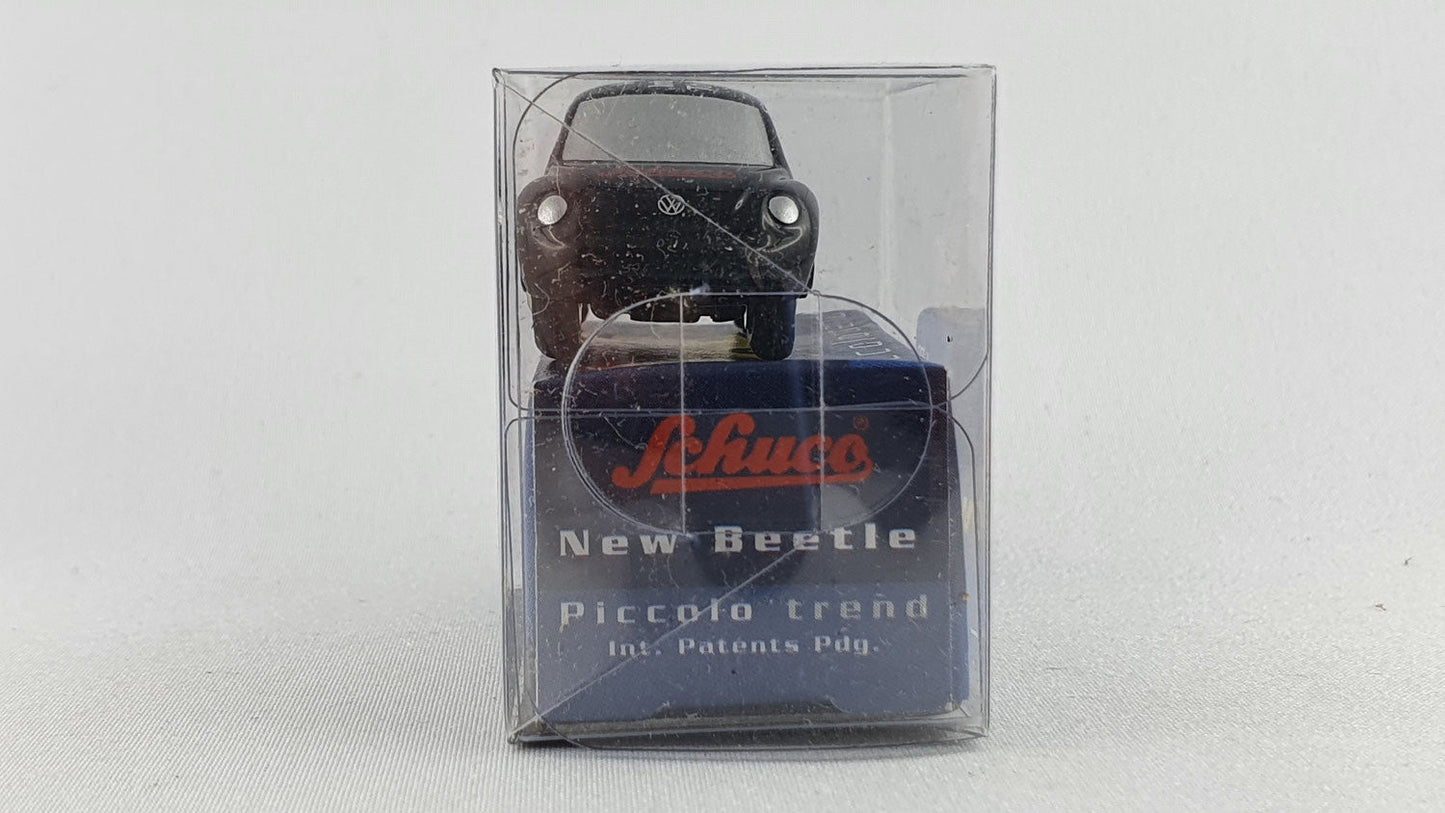 Schuco®
New Beetle
Piccolo trend
Int. Patents Pdg.